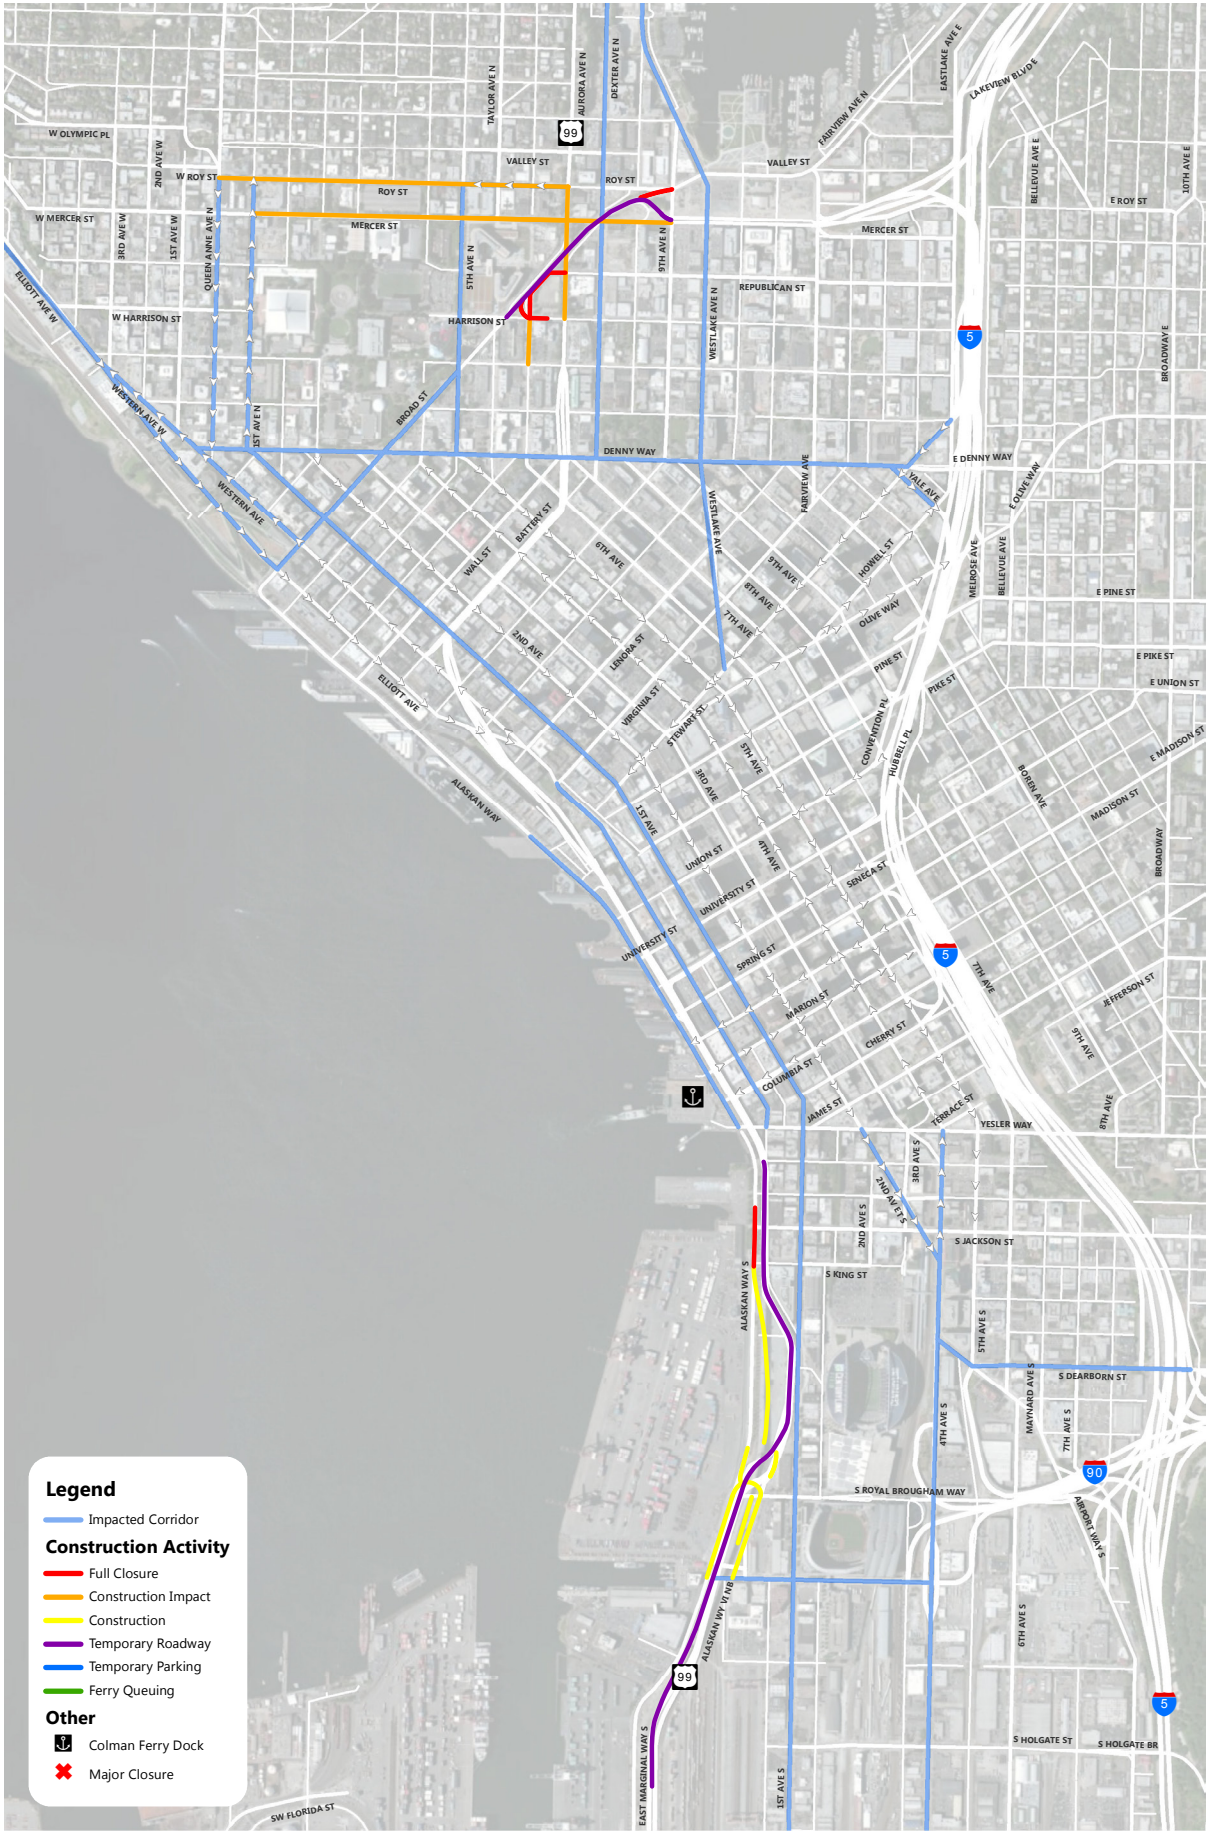 EASTLAKE AVE E
LAKEVIEW BLVD E
DEXTER AVE N
AURORA AVE N
TAYLOR AVE N
99
FAIRVIEW AVE N
W OLYMPIC PL
2ND AVE W
VALLEY ST
VALLEY ST
BELLEVUE AVE E
10TH AVE E
W ROY ST
ROY ST
ROY ST
E ROY ST
W MERCER ST
3RD AVE W
1ST AVE W
QUEEN ANNE AVE N
MERCER ST
MERCER ST
5TH AVE N
9TH AVE N
ELLIOTT AVE W
REPUBLICAN ST
W HARRISON ST
HARRISON ST
WESTLAKE AVE N
5
BROADWAY E
WESTERN AVE W
1ST AVE N
BROAD ST
DENNY WAY
E DENNY WAY
WESTERN AVE
FAIRVIEW AVE
YALE AVE
E OLIVE WAY
BATTERY ST
WESTLAKE AVE
WALL ST
6TH AVE
9TH AVE
HOWELL ST
MELROSE AVE
BELLEVUE AVE
8TH AVE
E PINE ST
7TH AVE
OLIVE WAY
2ND AVE
LENORA ST
PINE ST
E PIKE ST
ELLIOTT AVE
VIRGINIA ST
PIKE ST
E UNION ST
STEWART ST
CONVENTION PL
HUBBELL PL
E MADISON ST
5TH AVE
3RD AVE
BOREN AVE
ALASKAN WAY
1ST AVE
MADISON ST
UNION ST
4TH AVE
BROADWAY
UNIVERSITY ST
SENECA ST
UNIVERSITY ST
SPRING ST
5
7TH AVE
JEFFERSON ST
MARION ST
CHERRY ST
9TH AVE
COLUMBIA ST
JAMES ST
TERRACE ST
8TH AVE
YESLER WAY
3RD AVE S
2ND AV ET S
2ND AVE S
S JACKSON ST
S KING ST
ALASKAN WAY S
5TH AVE S
S DEARBORN ST
MAYNARD AVE S
7TH AVE S
4TH AVE S
90
S ROYAL BROUGHAM WAY
AIRPORT WAY S
ALASKAN WY VI NB
6TH AVE S
99
5
EAST MARGINAL WAY S
S HOLGATE ST
S HOLGATE BR
1ST AVE S
SW FLORIDA ST
Legend
Impacted Corridor
Construction Activity
Full Closure
Construction Impact
Construction
Temporary Roadway
Temporary Parking
Ferry Queuing
Other
Colman Ferry Dock
Major Closure